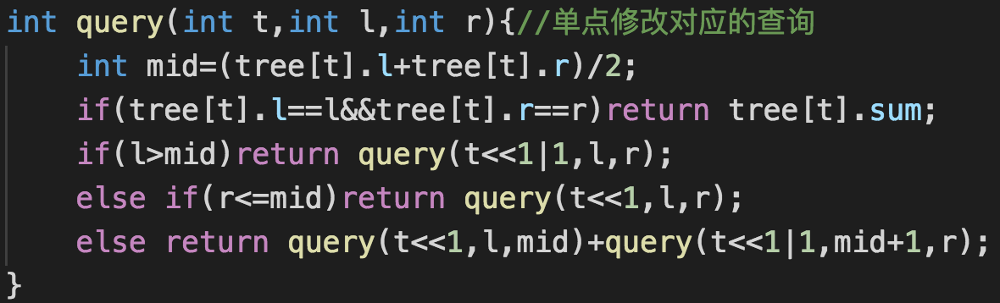 int query(int t,int l,int r){//单点修改对应的查询
    int mid=(tree[t].l+tree[t].r)/2;
    if(tree[t].l==l&&tree[t].r==r)return tree[t].sum;
    if(l>mid)return query(t<<1|1,l,r);
    else if(r<=mid)return query(t<<1,l,r);
    else return query(t<<1,l,mid)+query(t<<1|1,mid+1,r);
}